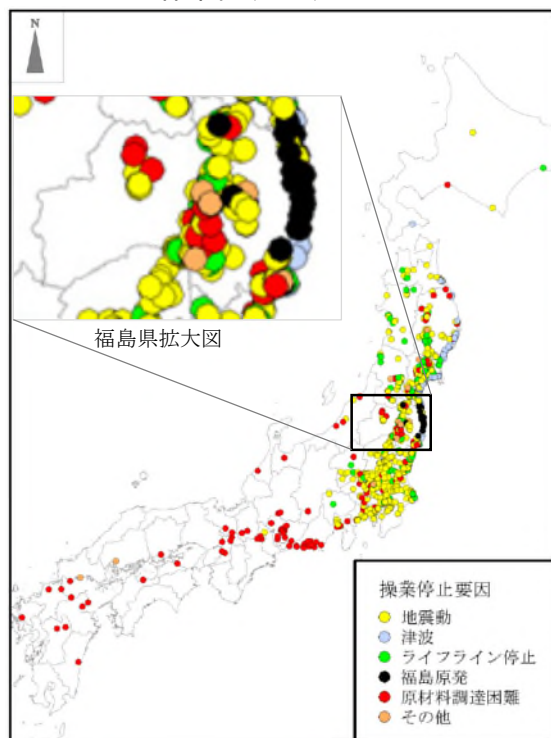 N
福島県拡大図
操業停止要因
地震動
津波
ライフライン停止
福島原発
原材料調達困難
その他